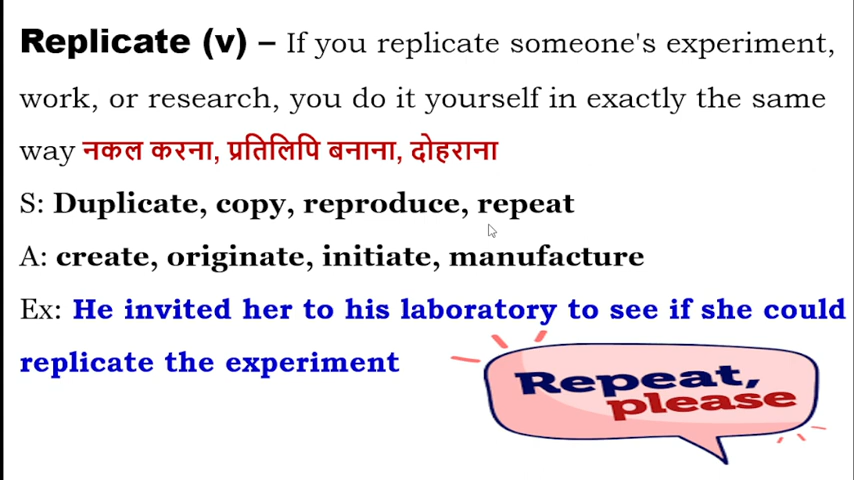 Replicate (v) – If you replicate someone's experiment,
work, or research, you do it yourself in exactly the same
way नकल करना, प्रतिलिपि बनाना, दोहराना
S: Duplicate, copy, reproduce, repeat
A: create, originate, initiate, manufacture
Ex: He invited her to his laboratory to see if she could
replicate the experiment
Repeat,
please